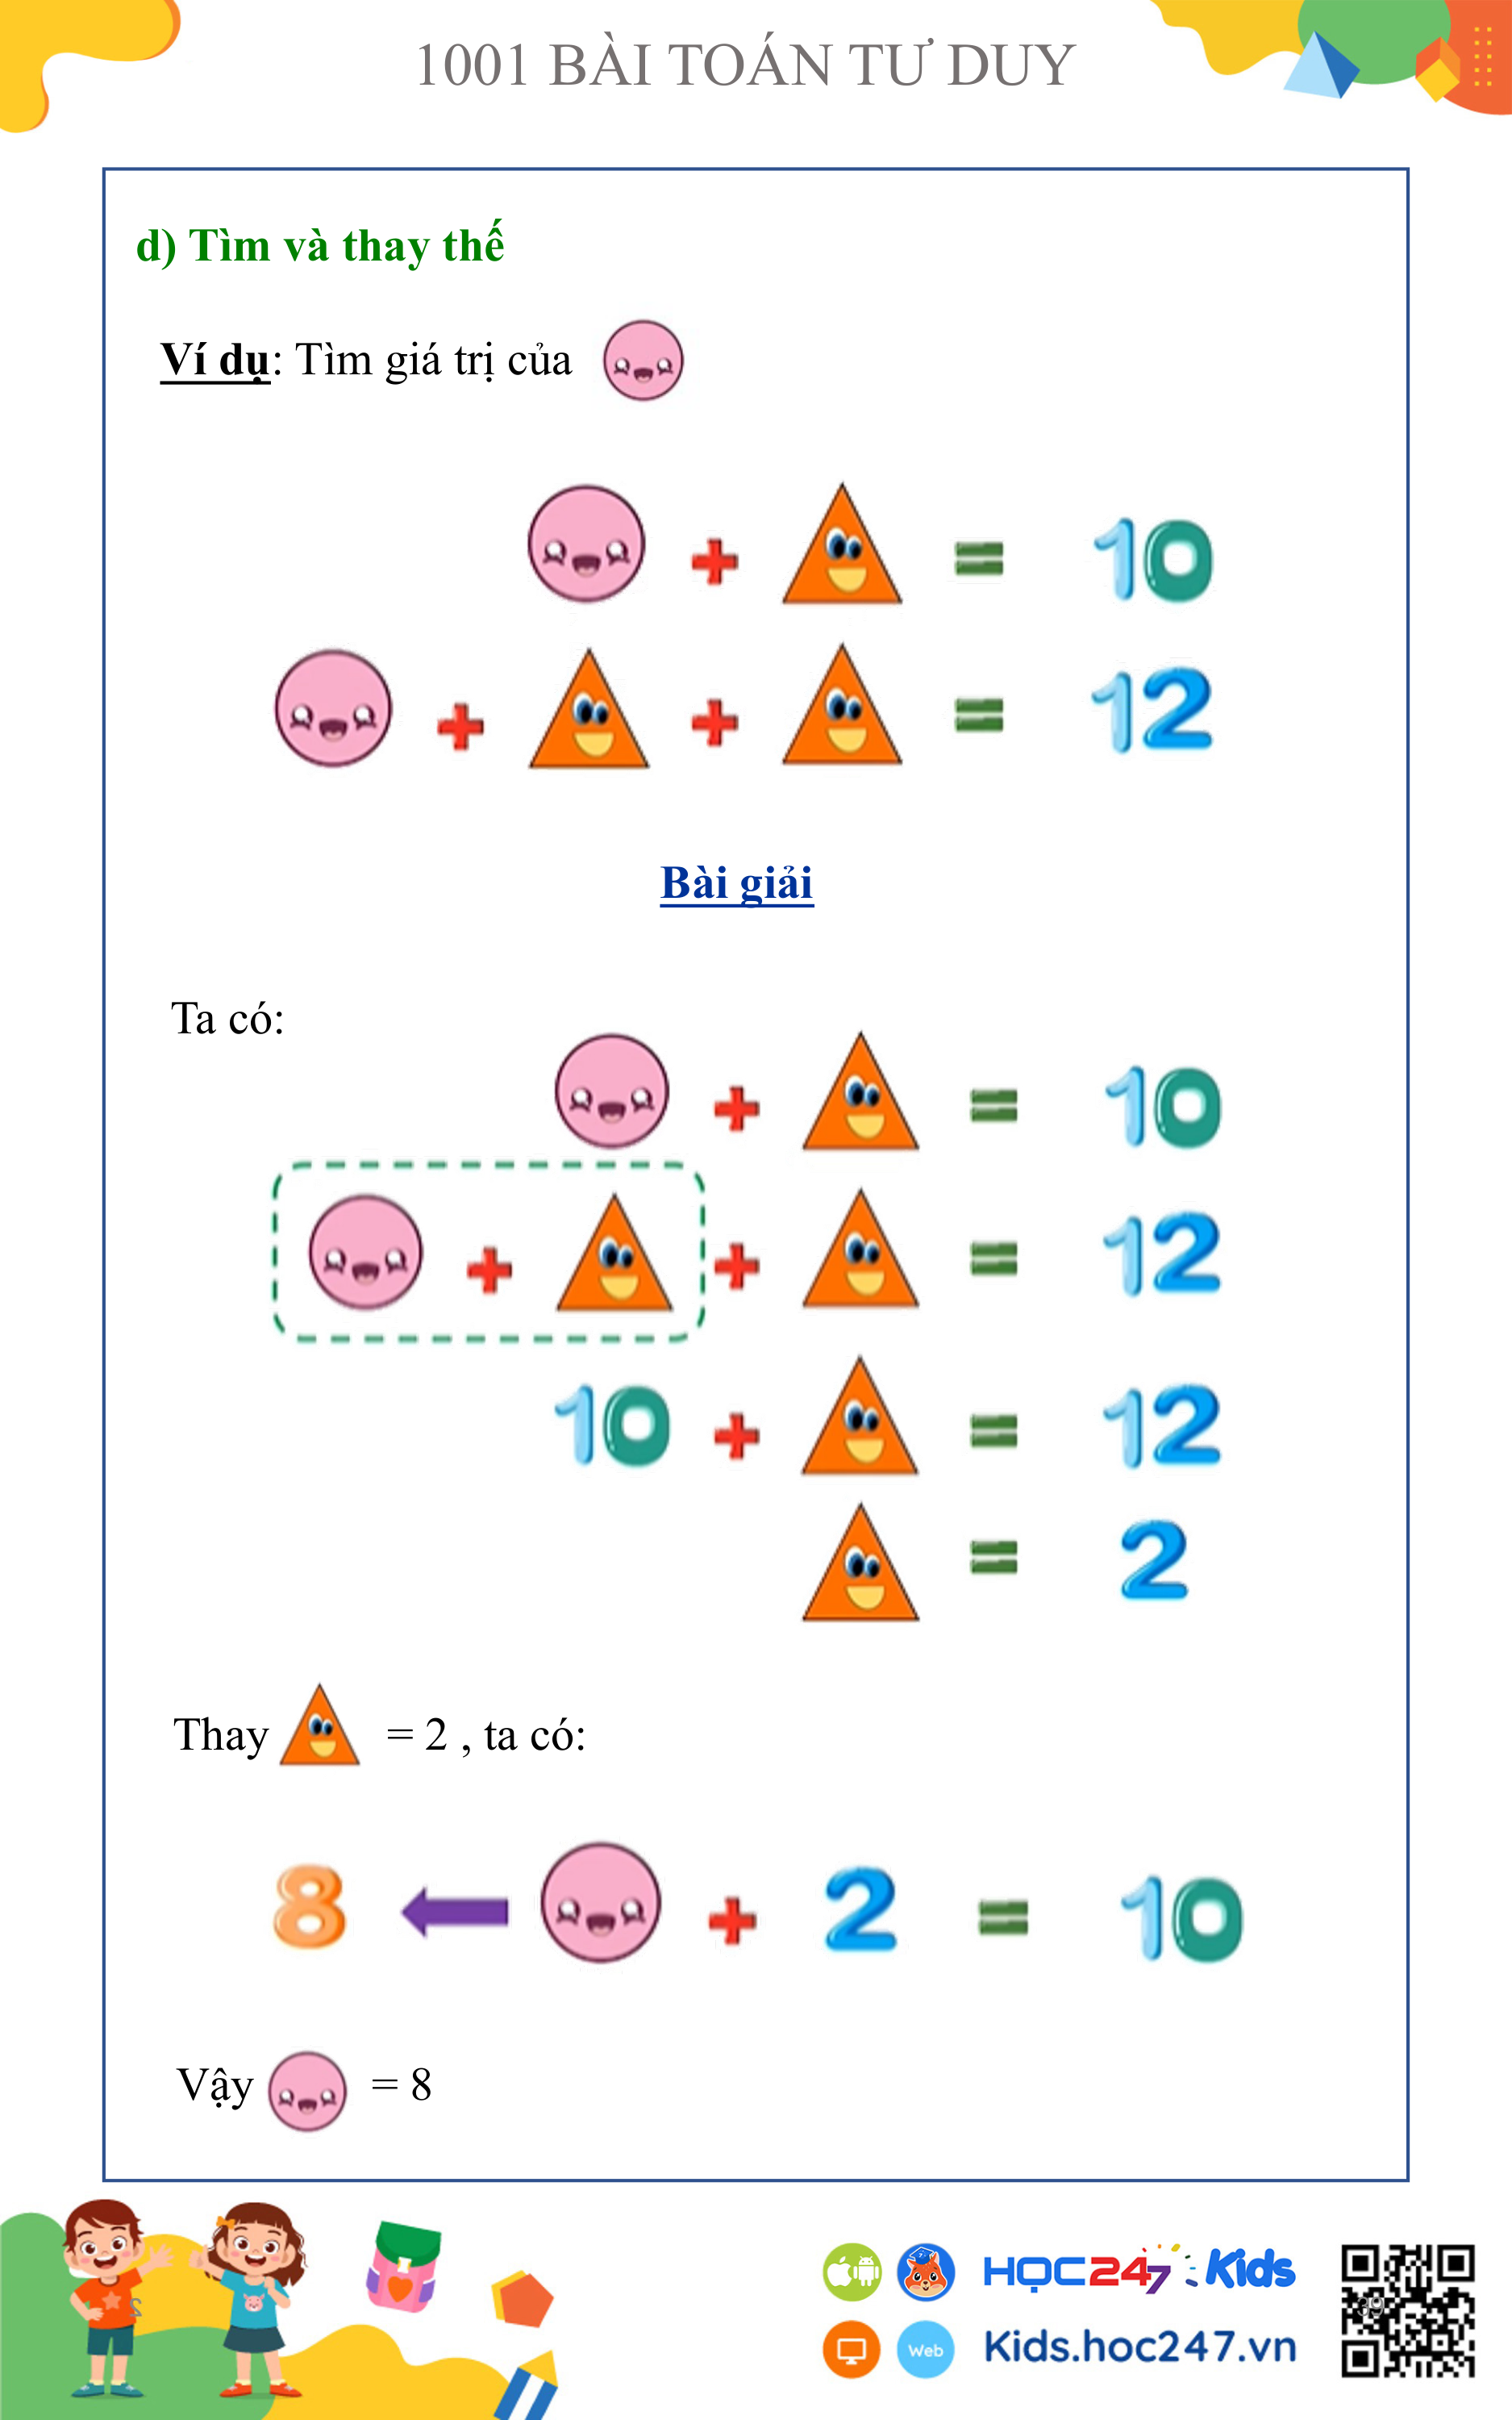 1001 BÀI TOÁN TƯ DUY
d) Tìm và thay thế
Ví dụ: Tìm giá trị của
+ = 10
+ + = 12
Bài giải
Ta có:
+ = 10
+ + = 12
10 + = 12
= 2
Thay = 2 , ta có:
8 + 2 = 10
Vậy = 8
HỌC247 Kids
Web Kids.hoc247.vn
39